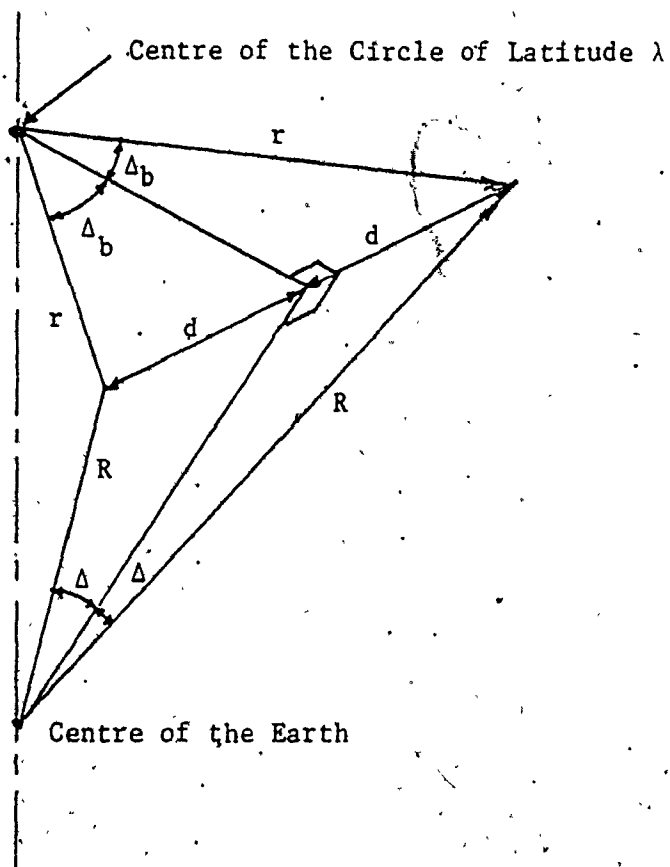 Centre of the Circle of Latitude λ
r
Δb
Δb
d
r
d
R
R
Δ
Δ
Centre of the Earth